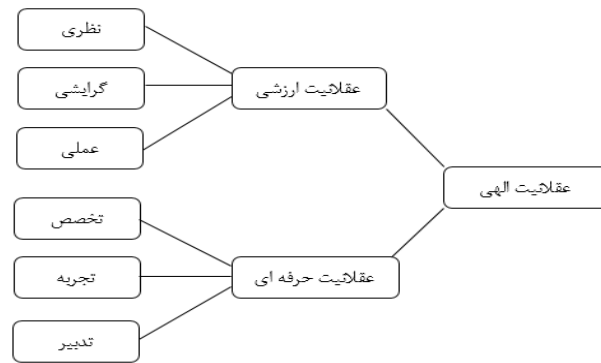 عقلانیت الهی
عقلانیت ارزشی
نظری
گرایشی
عملی
عقلانیت حرفه ای
تخصص
تجربه
تدبیر